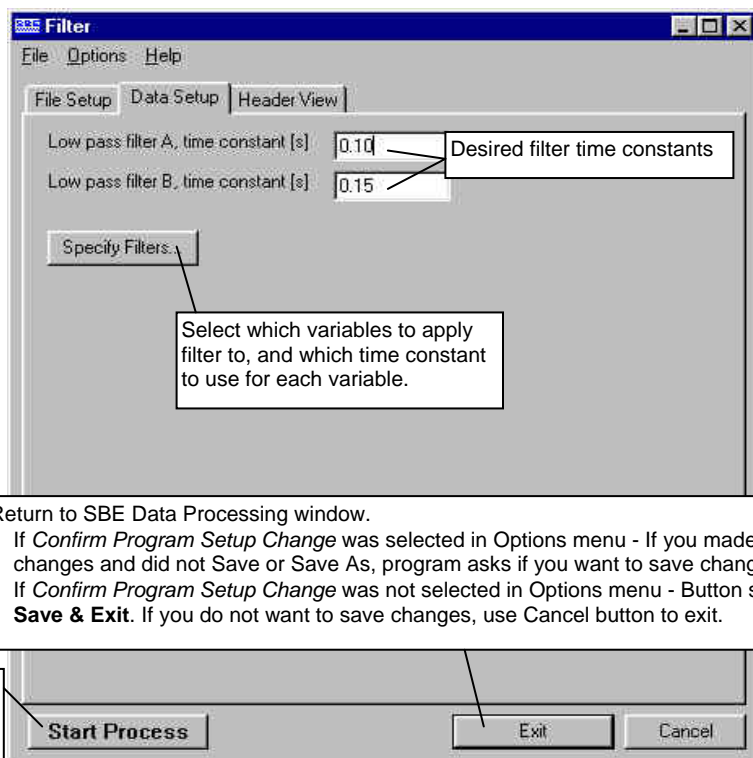 SBE Filter
File Options Help
File Setup Data Setup Header View
Low pass filter A, time constant [s] 0.10
Desired filter time constants
Low pass filter B, time constant [s] 0.15
Specify Filters...
Select which variables to apply
filter to, and which time constant
to use for each variable.
Return to SBE Data Processing window.
If Confirm Program Setup Change was selected in Options menu - If you made
changes and did not Save or Save As, program asks if you want to save
If Confirm Program Setup Change was not selected in Options menu - Button
Save & Exit. If you do not want to save changes, use Cancel button to exit.
Start Process Exit Cancel